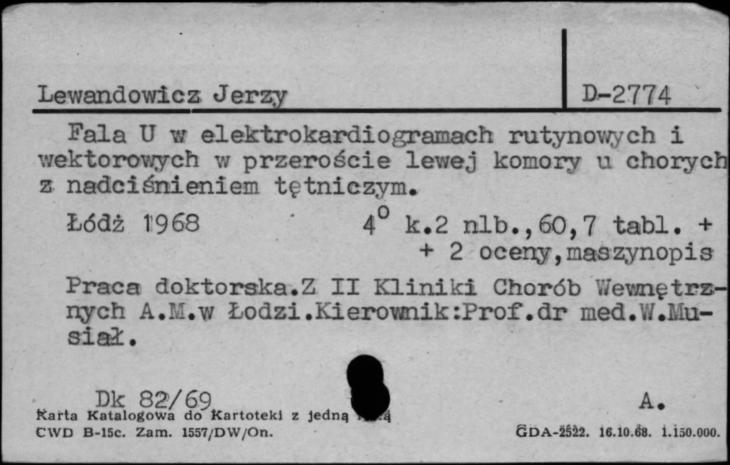 Lewandowicz Jerzy D-2774
Fala U w elektrokardiogramach rutynowych i
wektorowych w przeroście lewej komory u chorych
z nadciśnieniem tętniczym.
Łódż 1968 4° k.2 nlb.,60,7 tabl. +
+ 2 oceny,maszynopis
Praca doktorska.Z II Kliniki Chorób Wewnętrz-
nych A.M.w Łodzi.Kierownik:Prof.dr med.W.Mu-
siał.
Dk 82/69 A.
Karta Katalogowa do Kartoteki z jedną
CWD B-15c. Zam. 1557/DW/On. GDA-2522. 16.10.68. 1.150.000.